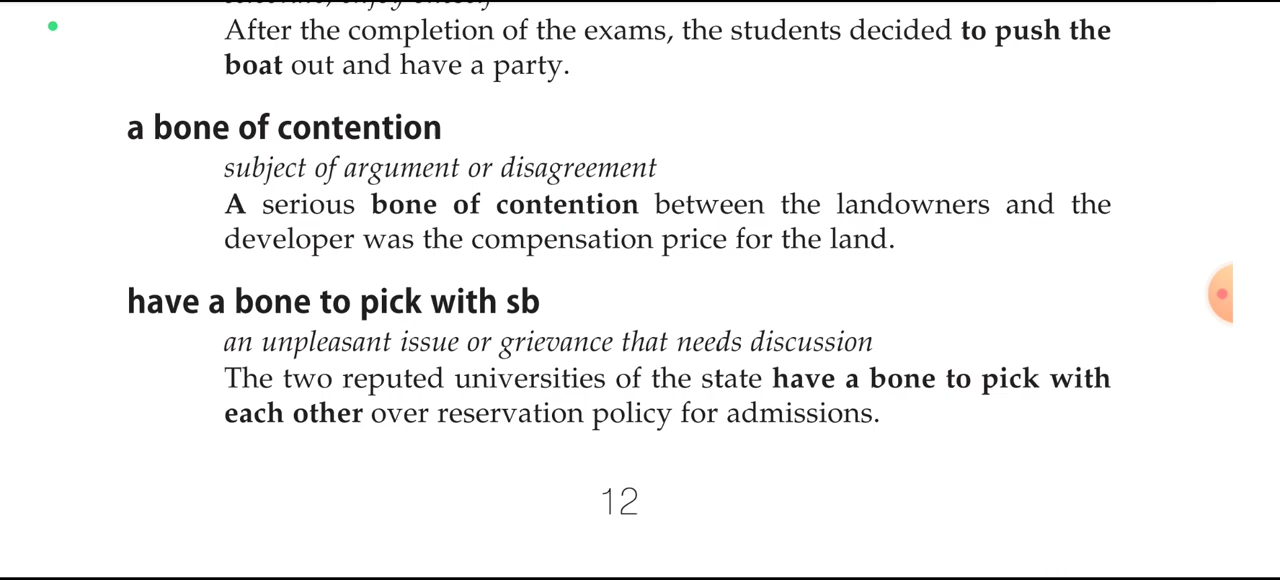 After the completion of the exams, the students decided to push the
boat out and have a party.
a bone of contention
subject of argument or disagreement
A serious bone of contention between the landowners and the
developer was the compensation price for the land.
have a bone to pick with sb
an unpleasant issue or grievance that needs discussion
The two reputed universities of the state have a bone to pick with
each other over reservation policy for admissions.
12